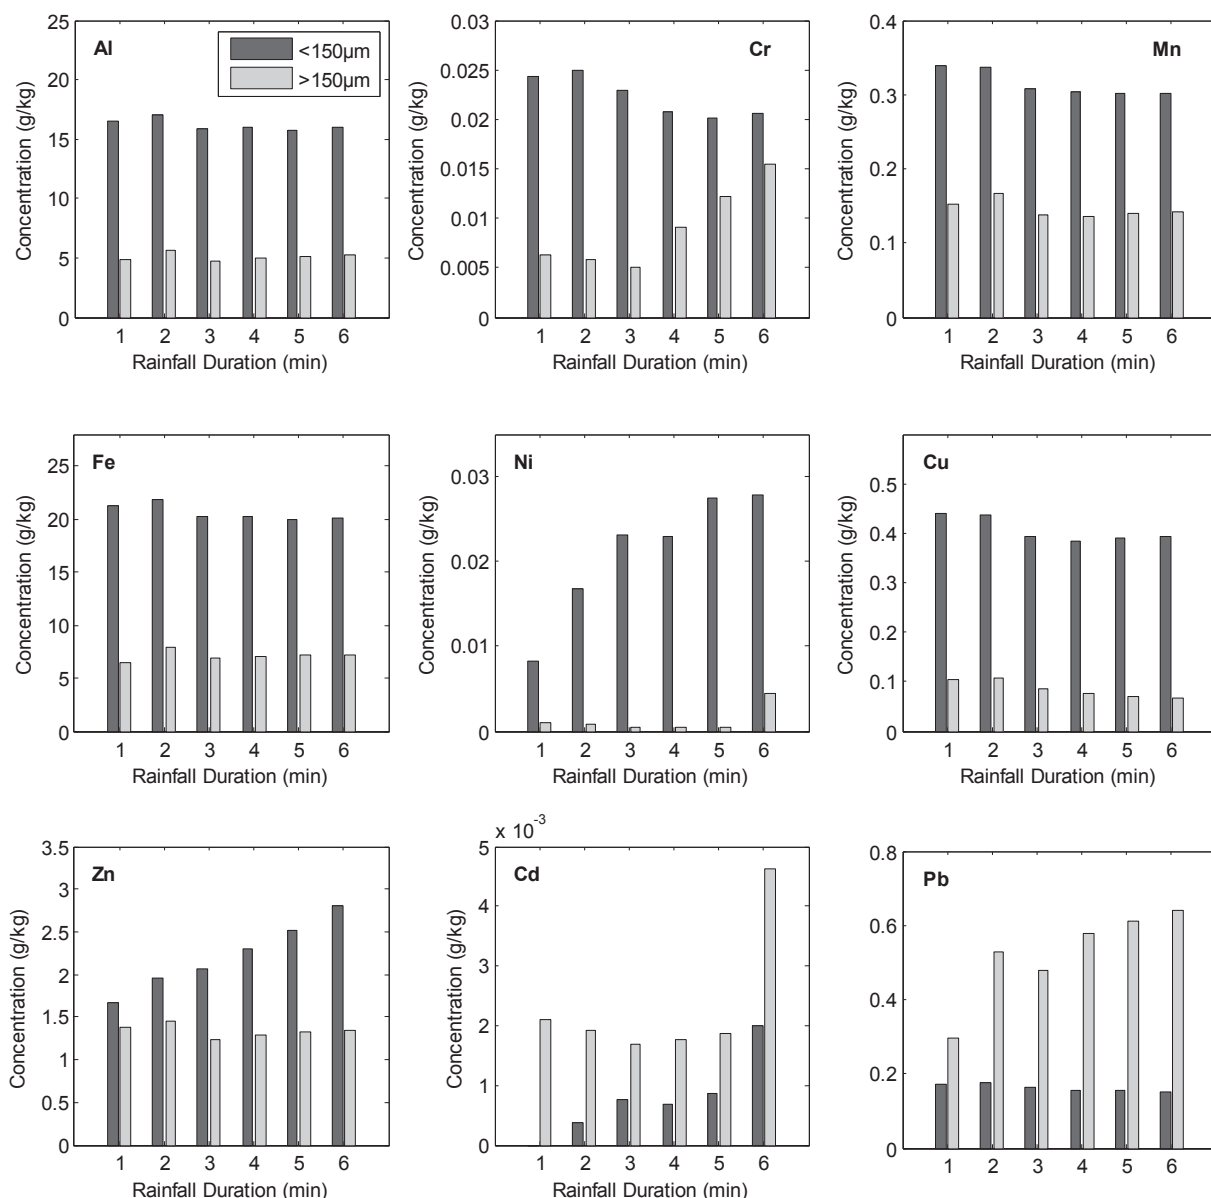 Al
<150µm
>150µm
Concentration (g/kg)
25
20
15
10
5
0
1 2 3 4 5 6
Rainfall Duration (min)
Cr
Concentration (g/kg)
0.03
0.025
0.02
0.015
0.01
0.005
0
1 2 3 4 5 6
Rainfall Duration (min)
Mn
Concentration (g/kg)
0.4
0.3
0.2
0.1
0
1 2 3 4 5 6
Rainfall Duration (min)
Fe
Concentration (g/kg)
25
20
15
10
5
0
1 2 3 4 5 6
Rainfall Duration (min)
Ni
Concentration (g/kg)
0.03
0.02
0.01
0
1 2 3 4 5 6
Rainfall Duration (min)
Cu
Concentration (g/kg)
0.5
0.4
0.3
0.2
0.1
0
1 2 3 4 5 6
Rainfall Duration (min)
Zn
Concentration (g/kg)
3.5
3
2.5
2
1.5
1
0.5
0
1 2 3 4 5 6
Rainfall Duration (min)
x 10-3
Cd
Concentration (g/kg)
5
4
3
2
1
0
1 2 3 4 5 6
Rainfall Duration (min)
Pb
Concentration (g/kg)
0.8
0.6
0.4
0.2
0
1 2 3 4 5 6
Rainfall Duration (min)